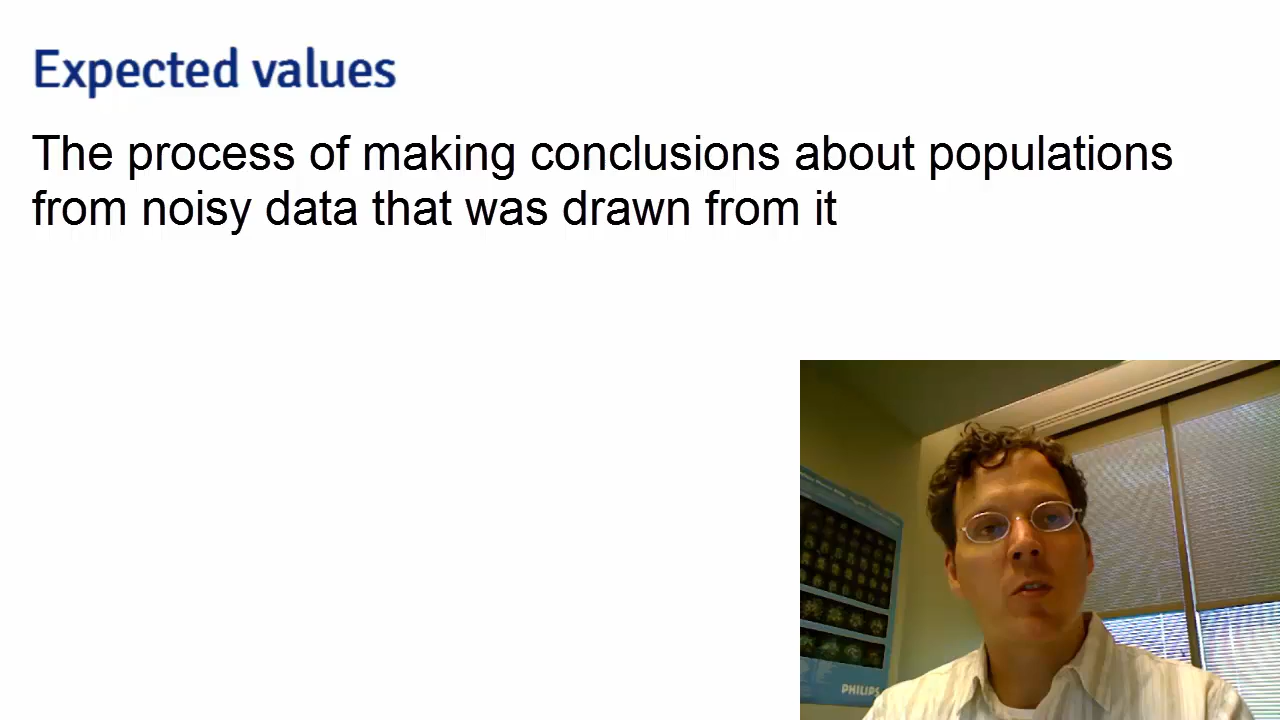 Expected values
The process of making conclusions about populations
from noisy data that was drawn from it
PHILIPS